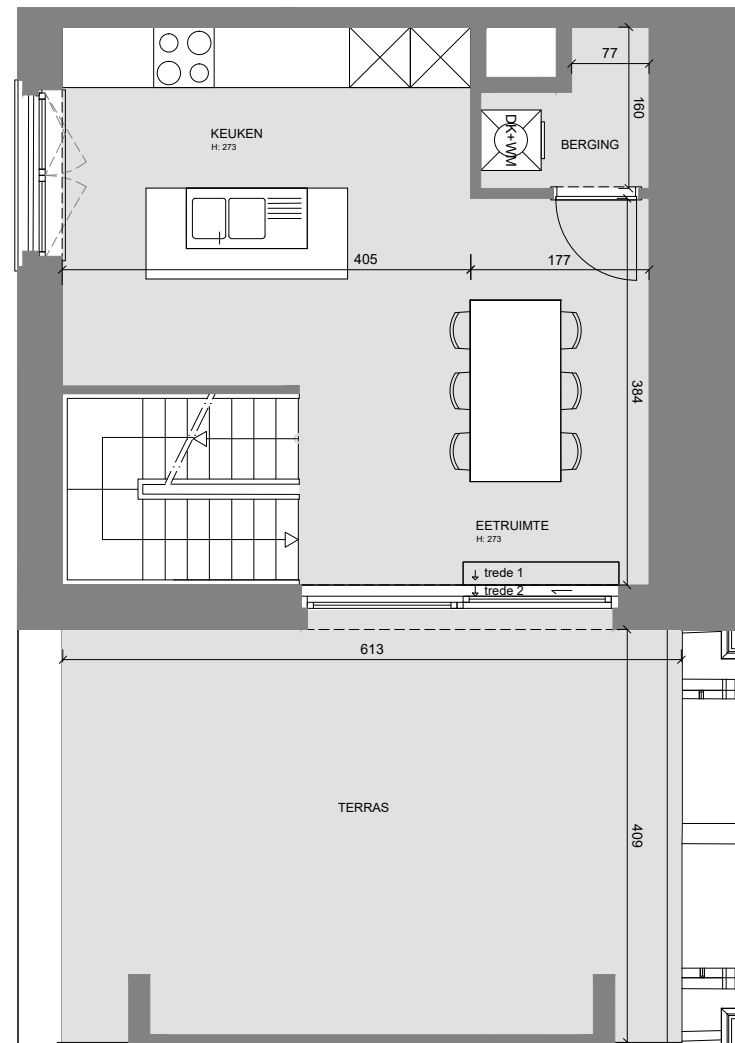 77
160
KEUKEN
H: 273
DK+WM
BERGING
405
177
384
EETRUIMTE
H: 273
trede 1
trede 2
613
TERRAS
409